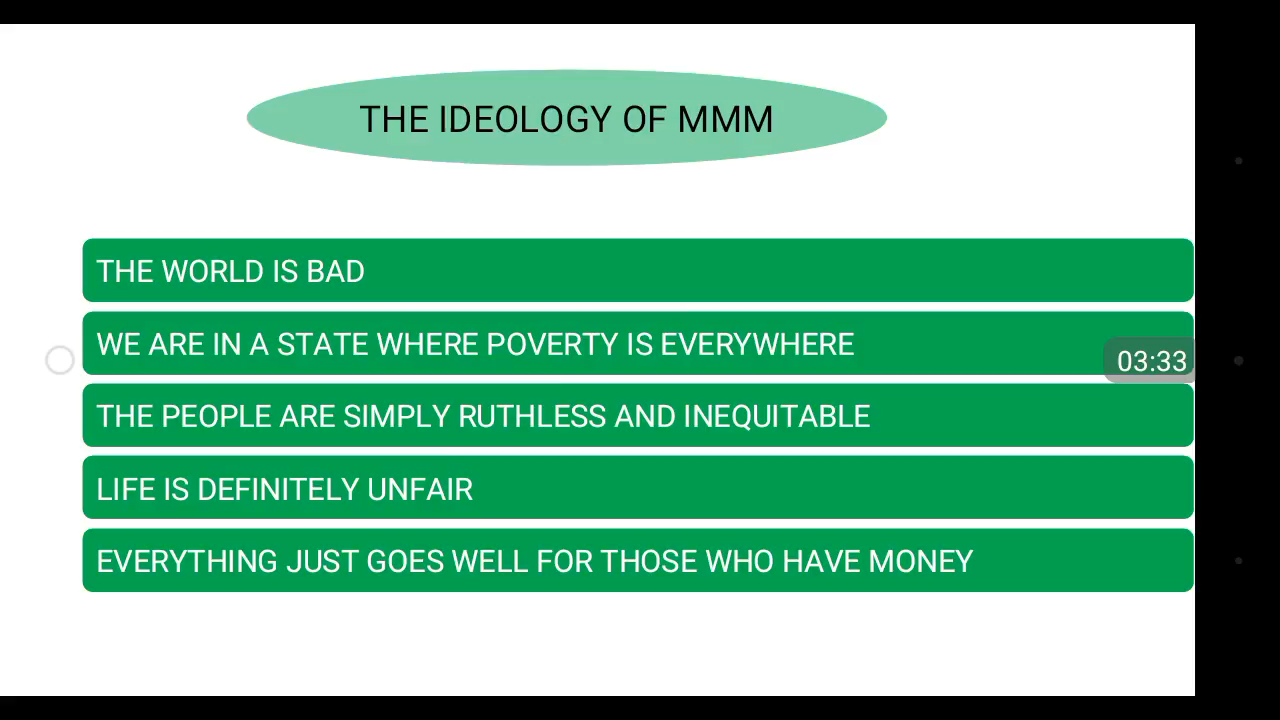 THE IDEOLOGY OF MMM
THE WORLD IS BAD
WE ARE IN A STATE WHERE POVERTY IS EVERYWHERE
03:33
THE PEOPLE ARE SIMPLY RUTHLESS AND INEQUITABLE
LIFE IS DEFINITELY UNFAIR
EVERYTHING JUST GOES WELL FOR THOSE WHO HAVE MONEY